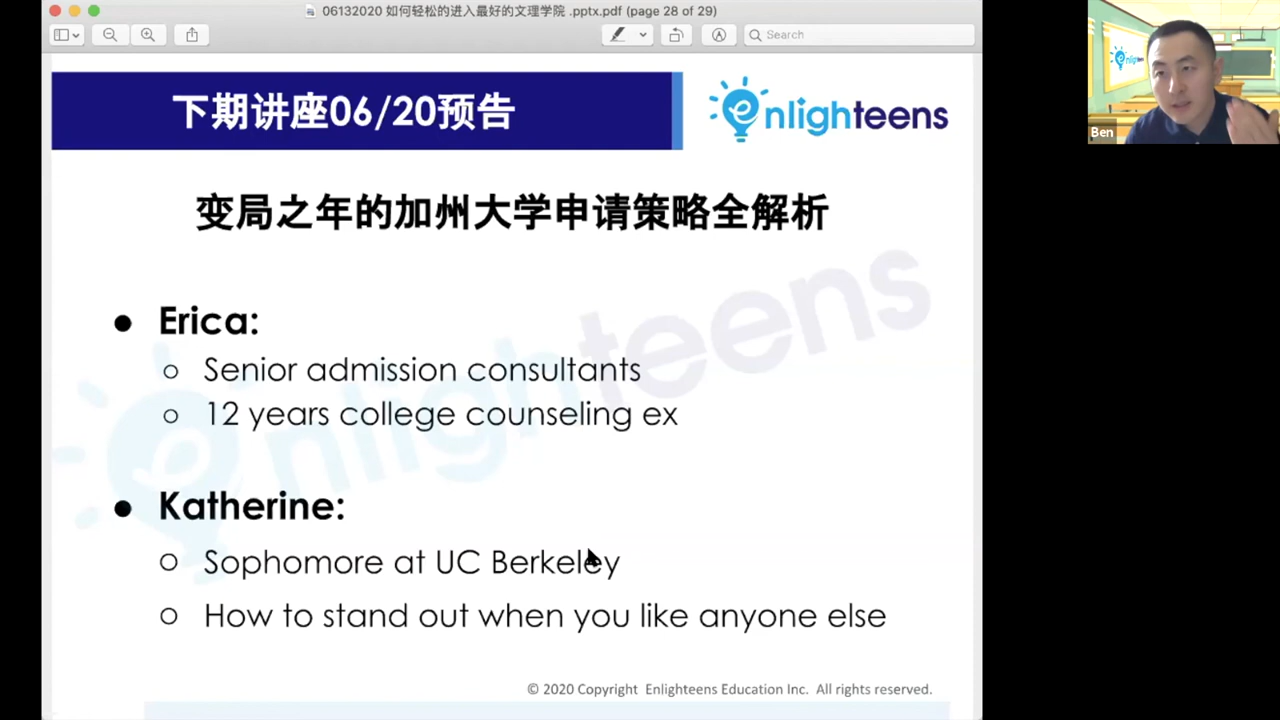 06132020 如何轻松的进入最好的文理学院 .pptx.pdf (page 28 of 29)
Search
下期讲座06/20预告
enlighteens
变局之年的加州大学申请策略全解析
● Erica:
○ Senior admission consultants
○ 12 years college counseling ex
● Katherine:
○ Sophomore at UC Berkeley
○ How to stand out when you like anyone else
© 2020 Copyright Enlighteens Education Inc. All rights reserved.
enlighteens
Ben